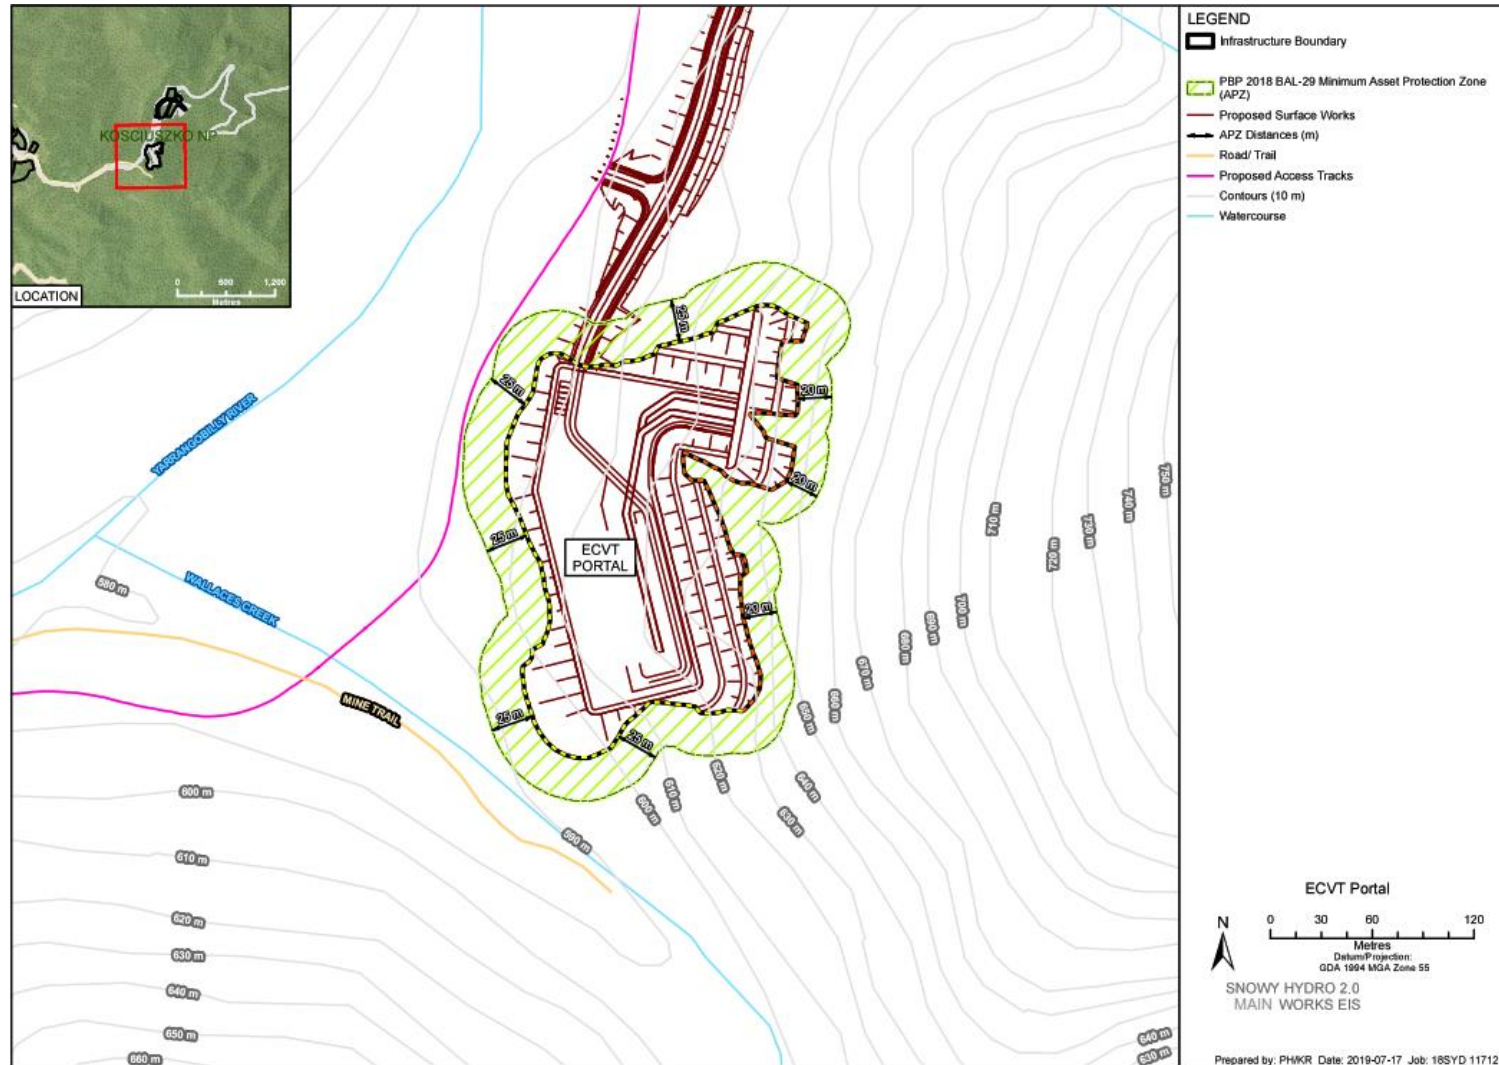 KOSCIUSZKO NP
0 600 1,200
Metres
LOCATION
YARRANGOBILLY RIVER
WALLACES CREEK
MINE TRAIL
ECVT
PORTAL
25 m
25 m
20 m
20 m
25 m
20 m
25 m
25 m
580 m
590 m
600 m
610 m
620 m
630 m
640 m
650 m
660 m
670 m
680 m
690 m
700 m
710 m
720 m
730 m
740 m
750 m
600 m
610 m
620 m
630 m
640 m
650 m
660 m
640 m
630 m
LEGEND
Infrastructure Boundary
PBP 2018 BAL-29 Minimum Asset Protection Zone
(APZ)
Proposed Surface Works
APZ Distances (m)
Road/ Trail
Proposed Access Tracks
Contours (10 m)
Watercourse
ECVT Portal
N
0 30 60 120
Metres
Datum/Projection:
GDA 1994 MGA Zone 55
SNOWY HYDRO 2.0
MAIN WORKS EIS
Prepared by: PH/KR Date: 2019-07-17 Job: 18SYD 11712